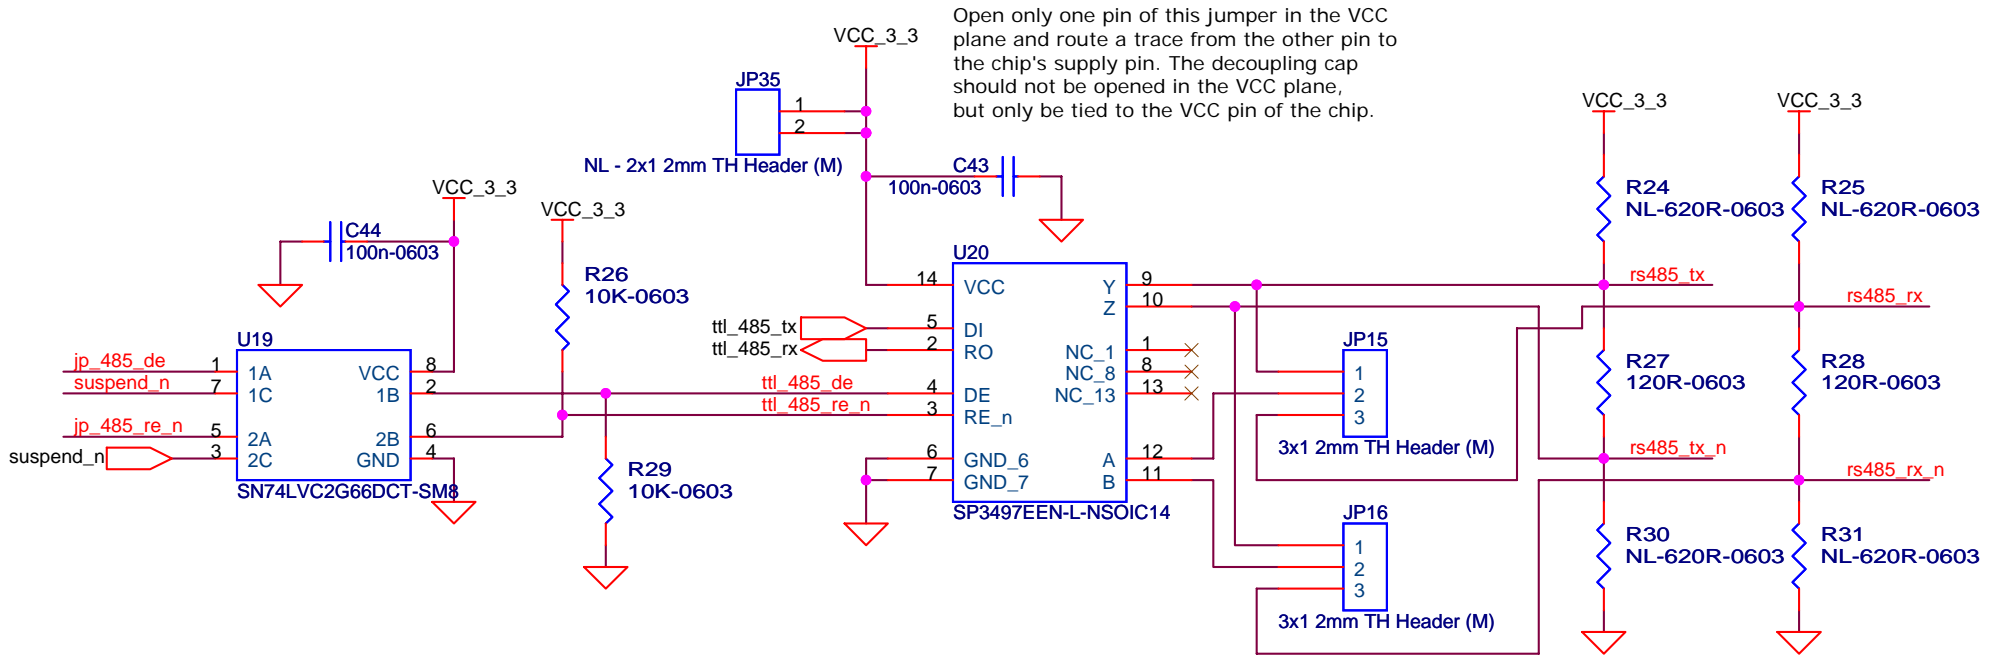 Open only one pin of this jumper in the VCC
plane and route a trace from the other pin to
the chip's supply pin. The decoupling cap
should not be opened in the VCC plane,
but only be tied to the VCC pin of the chip.
VCC_3_3
JP35
1
2
NL - 2x1 2mm TH Header (M)
C43
100n-0603
VCC_3_3
VCC_3_3
R24
NL-620R-0603
R25
NL-620R-0603
VCC_3_3
C44
100n-0603
VCC_3_3
R26
10K-0603
U19
jp_485_de
1
1A
VCC
8
suspend_n
7
1C
1B
2
jp_485_re_n
5
2A
2B
6
suspend_n
3
2C
GND
4
SN74LVC2G66DCT-SM8
R29
10K-0603
U20
14
VCC
Y
9
Z
10
ttl_485_tx
5
DI
ttl_485_rx
2
RO
NC_1
1
NC_8
8
ttl_485_de
4
DE
NC_13
13
ttl_485_re_n
3
RE_n
6
GND_6
A
12
7
GND_7
B
11
SP3497EEN-L-NSOIC14
JP15
1
2
3
3x1 2mm TH Header (M)
JP16
1
2
3
3x1 2mm TH Header (M)
rs485_tx
rs485_rx
R27
120R-0603
R28
120R-0603
rs485_tx_n
rs485_rx_n
R30
NL-620R-0603
R31
NL-620R-0603